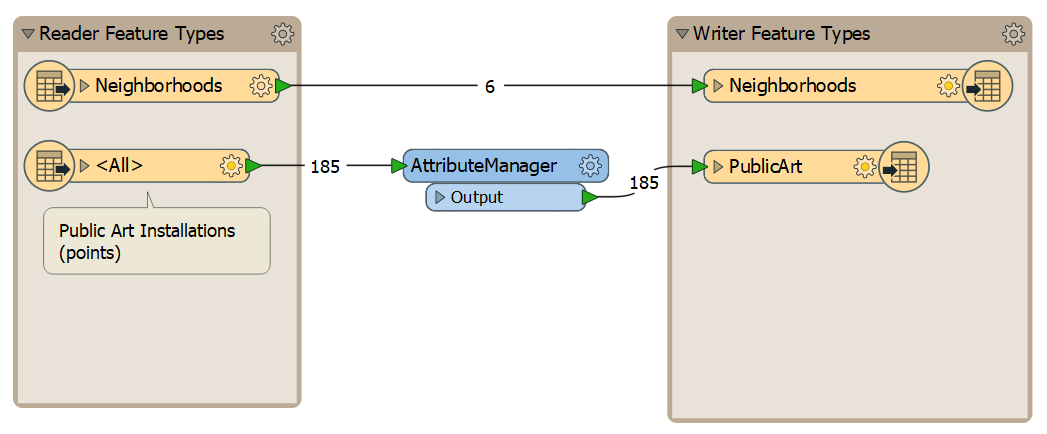 Reader Feature Types
Writer Feature Types
Neighborhoods
6
Neighborhoods
<All>
185
AttributeManager
Output
185
PublicArt
Public Art Installations
(points)